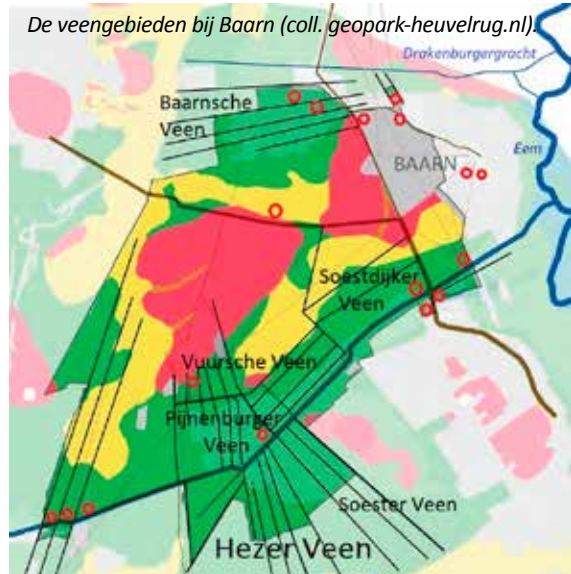 De veengebieden bij Baarn (coll. geopark-heuvelrug.nl).
Drakenburgergracht
Baarnsche
Veen
BAARN
Eem
Soestdijker
Veen
Vuursche Veen
Pijnenburger
Veen
Soester Veen
Hezer Veen